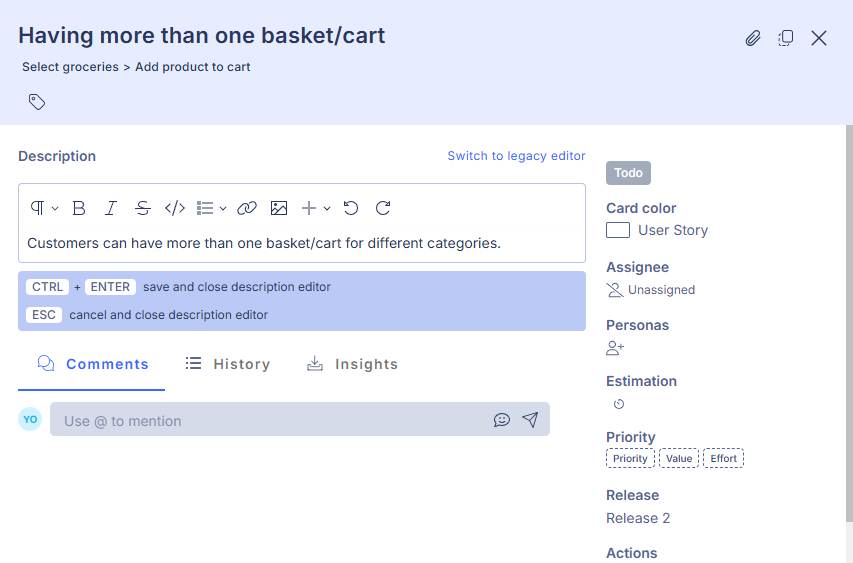 Having more than one basket/cart
Select groceries > Add product to cart
Description
Switch to legacy editor
Customers can have more than one basket/cart for different categories.
CTRL + ENTER save and close description editor
ESC cancel and close description editor
Comments
History
Insights
YO
Use @ to mention
Todo
Card color
User Story
Assignee
Unassigned
Personas
Estimation
Priority
Priority Value Effort
Release
Release 2
Actions